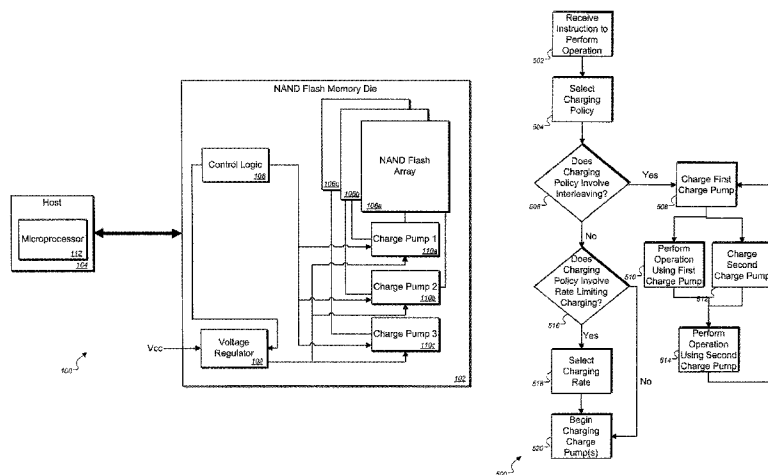 NAND Flash Memory Die
NAND Flash
Array
106c
106b
106a
Control Logic
Host
Microprocessor
112
104
Charge Pump 1
110a
Charge Pump 2
110b
Charge Pump 3
110c
Vcc
Voltage
Regulator
102
100
Receive
Instruction to
Perform
Operation
502
Select
Charging
Policy
504
Does
Charging
Policy Involve
Interleaving?
506
Yes
No
Charge First
Charge Pump
508
Perform
Operation
Using First
Charge Pump
510
Charge
Second
Charge Pump
512
Perform
Operation
Using Second
Charge Pump
514
Does
Charging
Policy Involve
Rate Limiting
Charging?
516
Yes
No
Select
Charging
Rate
518
Begin
Charging
Charge
Pump(s)
520
500